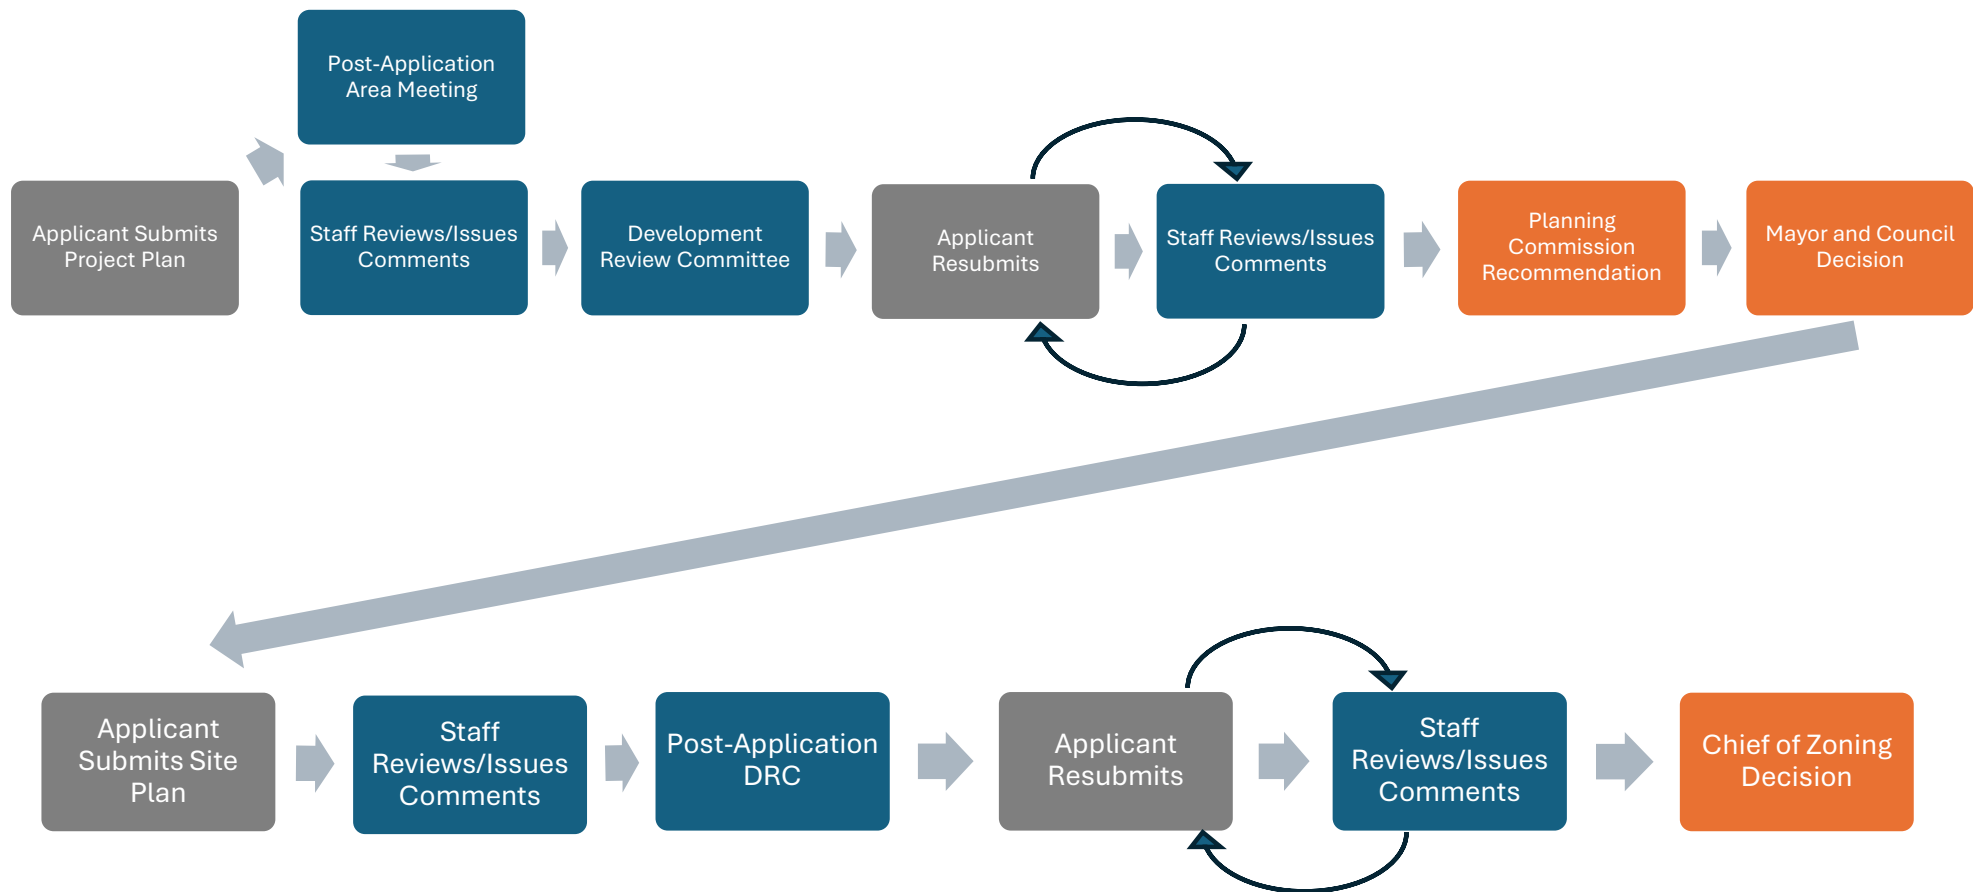 Post-Application
Area Meeting
Applicant Submits
Project Plan
Staff Reviews/Issues
Comments
Development
Review Committee
Applicant
Resubmits
Staff Reviews/Issues
Comments
Planning
Commission
Recommendation
Mayor and Council
Decision
Applicant
Submits Site
Plan
Staff
Reviews/Issues
Comments
Post-Application
DRC
Applicant
Resubmits
Staff
Reviews/Issues
Comments
Chief of Zoning
Decision